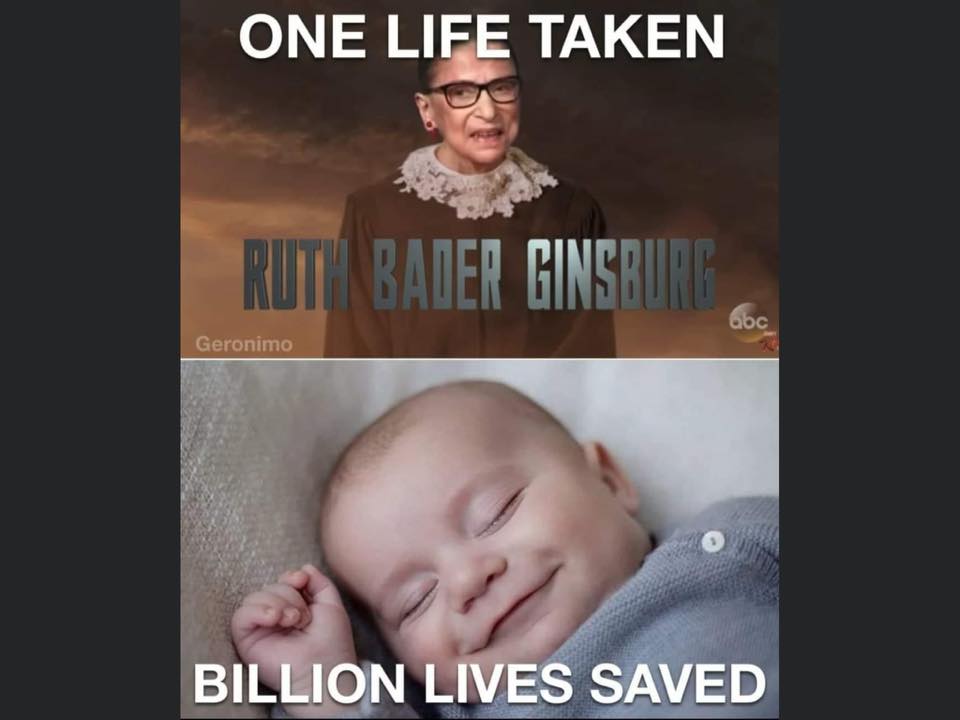 ONE LIFE TAKEN
RUTH BADER GINSBURG
abc
Geronimo
BILLION LIVES SAVED